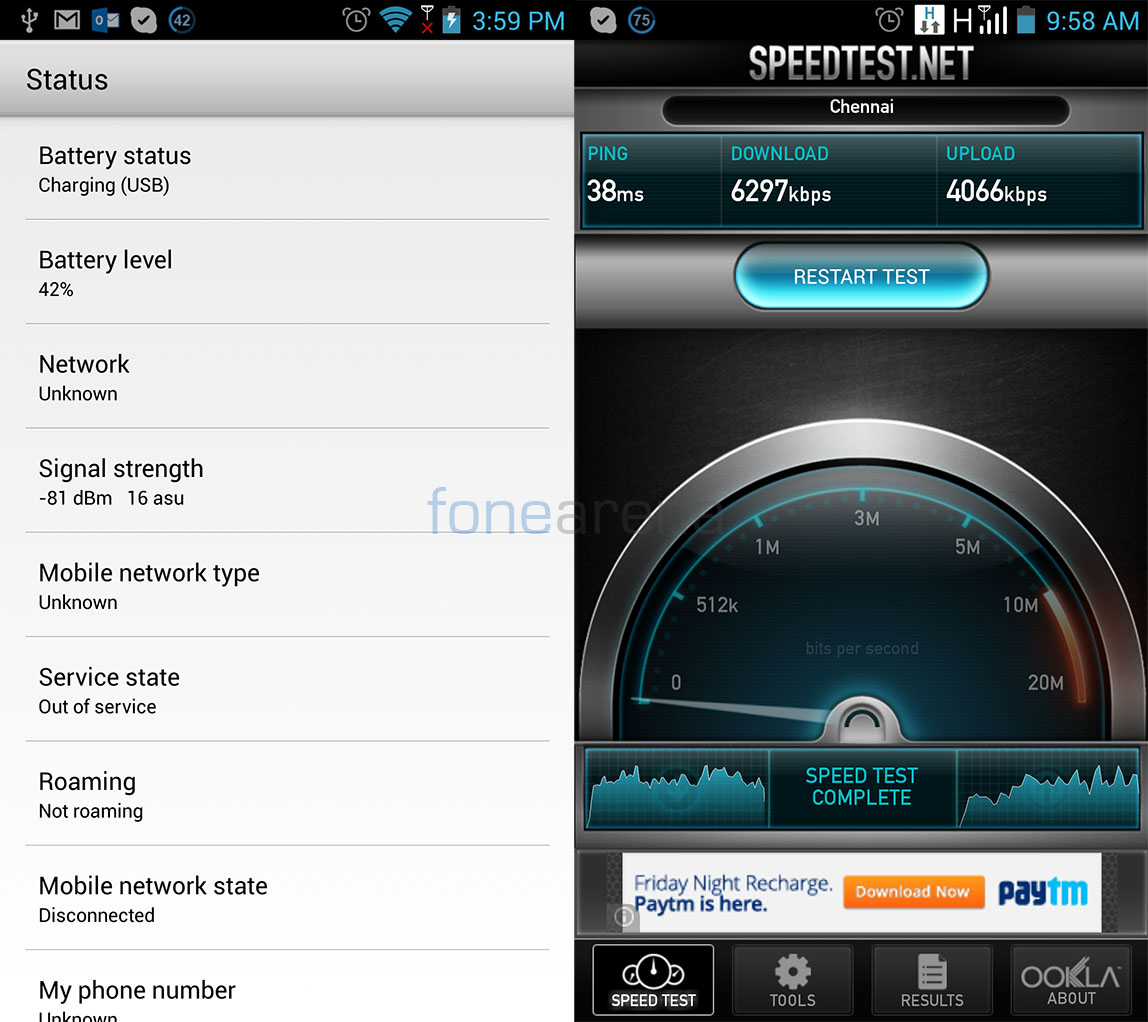 42
3:59 PM
Status
Battery status
Charging (USB)
Battery level
42%
Network
Unknown
Signal strength
-81 dBm 16 asu
Mobile network type
Unknown
Service state
Out of service
Roaming
Not roaming
Mobile network state
Disconnected
My phone number
Unknown
fonearena
75
H
H
9:58 AM
SPEEDTEST.NET
Chennai
PING
38ms
DOWNLOAD
6297kbps
UPLOAD
4066kbps
RESTART TEST
0
512k
1M
3M
5M
10M
20M
bits per second
SPEED TEST
COMPLETE
Friday Night Recharge.
Paytm is here.
Download Now
paytm
SPEED TEST
TOOLS
RESULTS
OOKLA
ABOUT